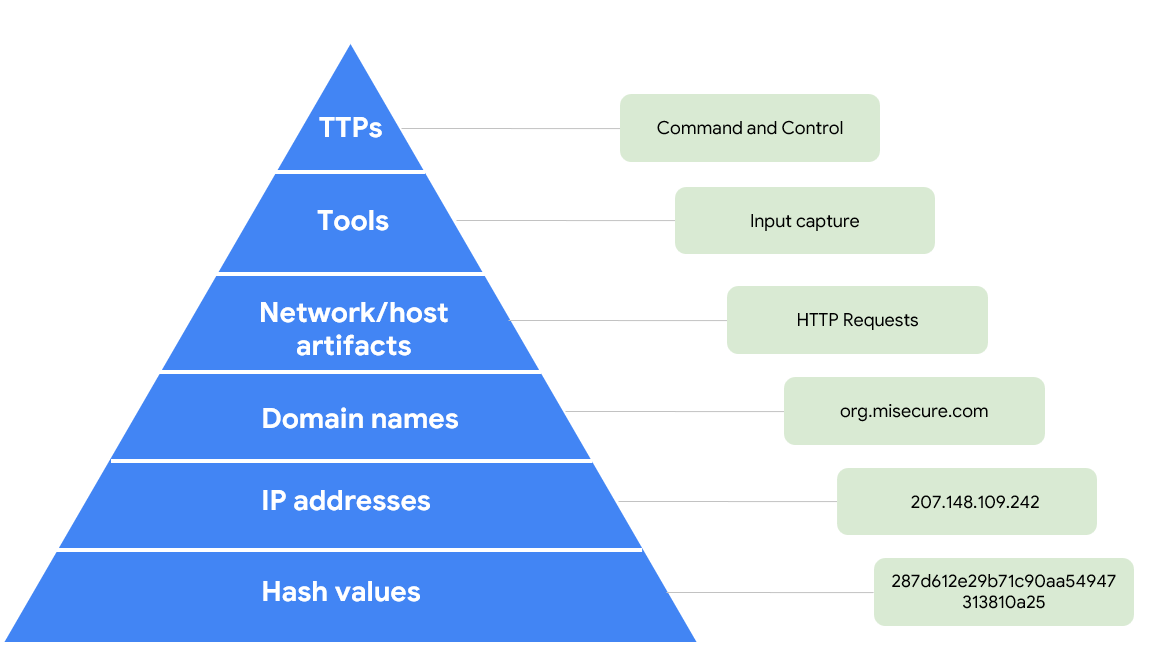 TTPs
Command and Control
Tools
Input capture
Network/host
artifacts
HTTP Requests
Domain names
org.misecure.com
IP addresses
207.148.109.242
Hash values
287d612e29b71c90aa54947
313810a25